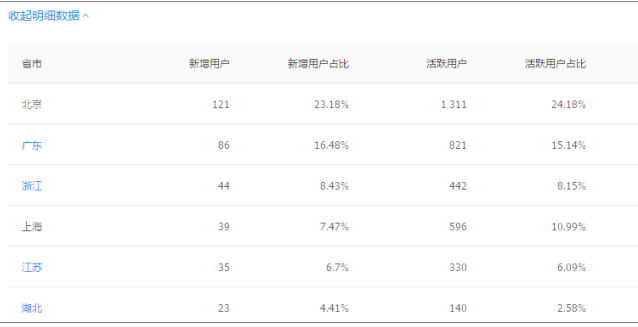 收起明细数据
省市 新增用户 新增用户占比 活跃用户 活跃用户占比
北京 121 23.18% 1,311 24.18%
广东 86 16.48% 821 15.14%
浙江 44 8.43% 442 8.15%
上海 39 7.47% 596 10.99%
江苏 35 6.7% 330 6.09%
湖北 23 4.41% 140 2.58%